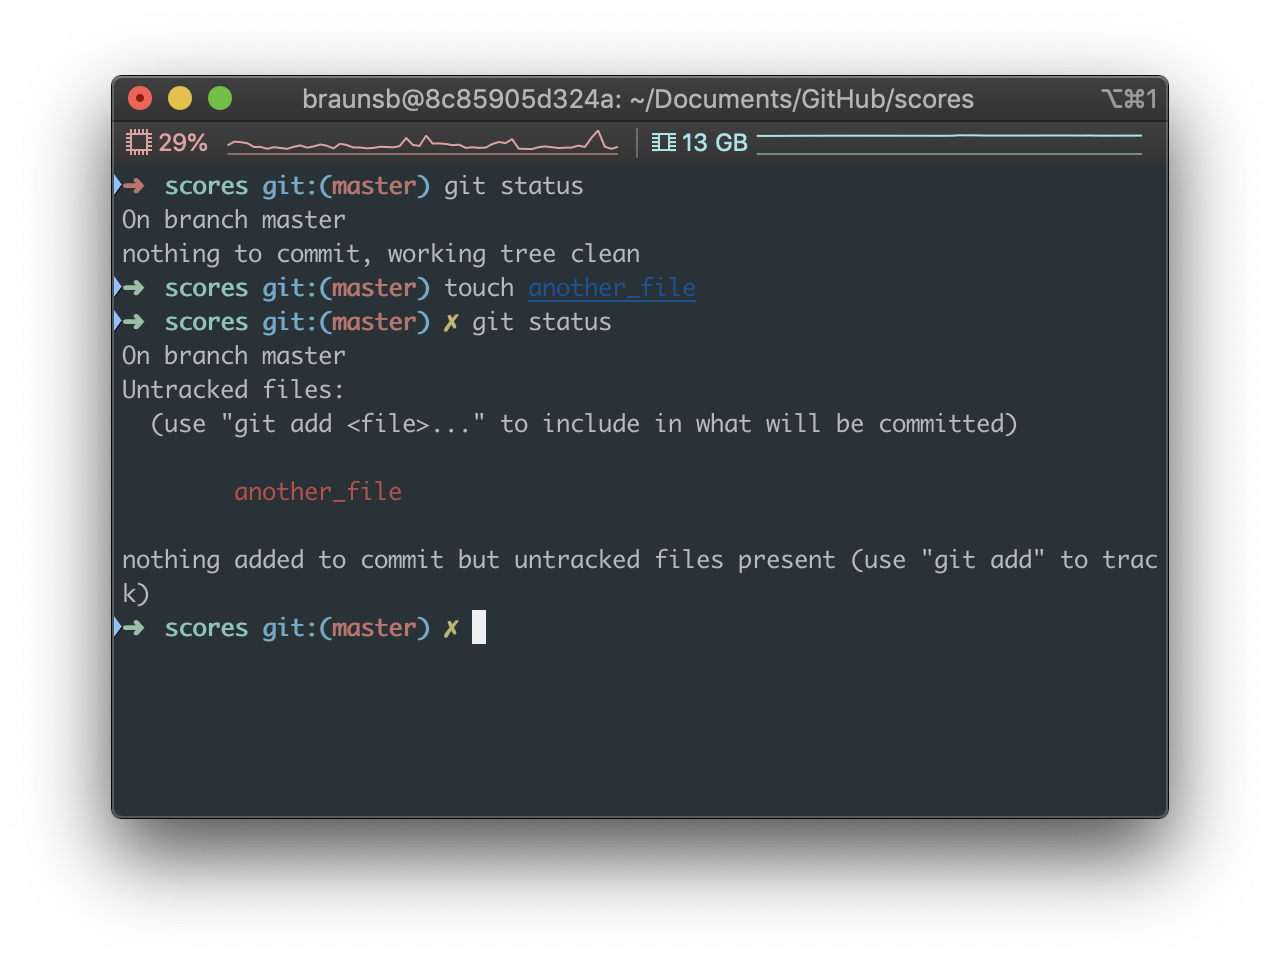 braunsb@8c85905d324a: ~/Documents/GitHub/scores ⌥⌘1
29% 13 GB
➜ scores git:(master) git status
On branch master
nothing to commit, working tree clean
➜ scores git:(master) touch another_file
➜ scores git:(master) ✗ git status
On branch master
Untracked files:
  (use "git add <file>..." to include in what will be committed)
        another_file
nothing added to commit but untracked files present (use "git add" to trac
k)
➜ scores git:(master) ✗